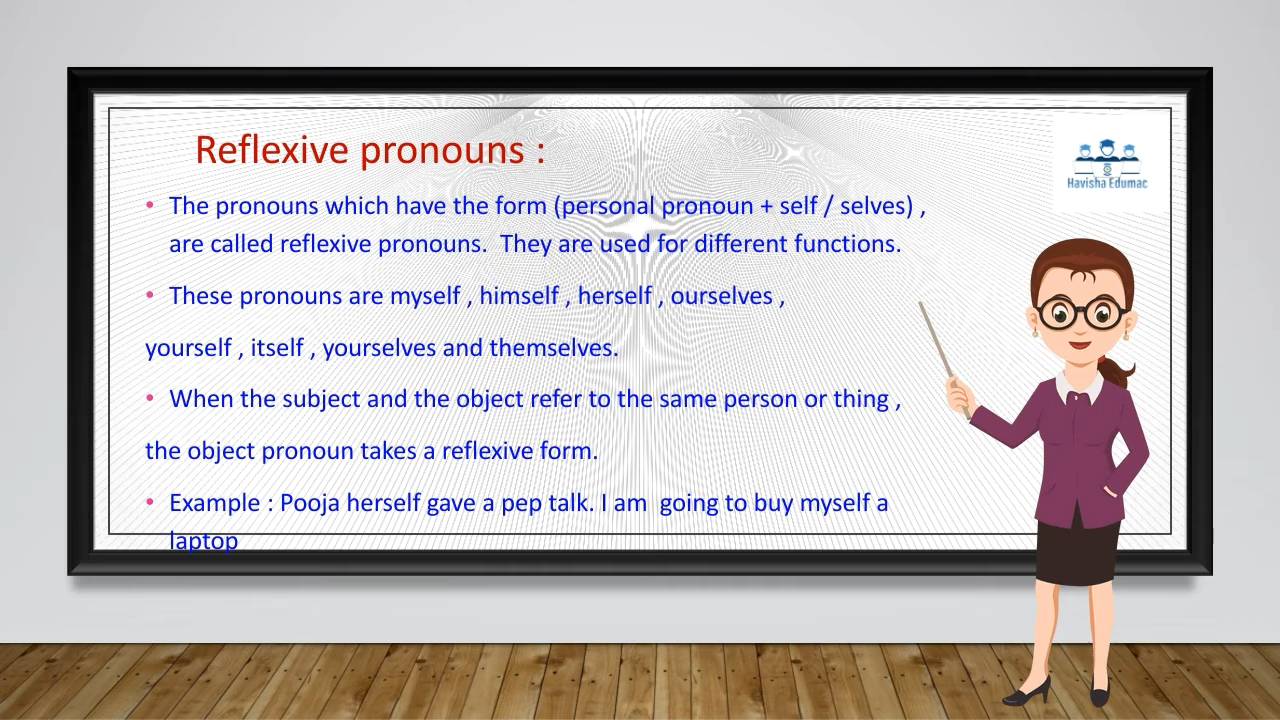 Reflexive pronouns :
Havisha Edumac
• The pronouns which have the form (personal pronoun + self / selves) ,
are called reflexive pronouns.  They are used for different functions.
• These pronouns are myself , himself , herself , ourselves ,
yourself , itself , yourselves and themselves.
• When the subject and the object refer to the same person or thing ,
the object pronoun takes a reflexive form.
• Example : Pooja herself gave a pep talk. I am  going to buy myself a
laptop